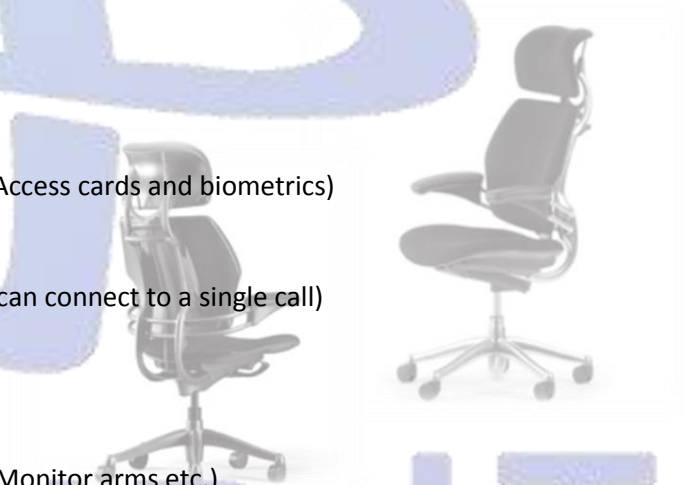 Access cards and biometrics)
can connect to a single call)
Monitor arms etc.)